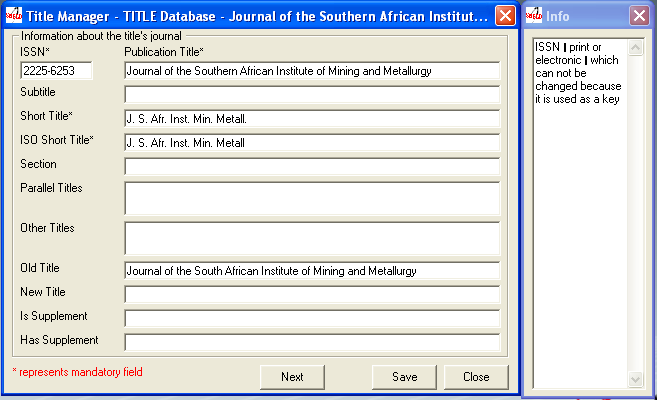 Title Manager - TITLE Database - Journal of the Southern African Institut...
Info
Information about the title's journal
ISSN*
Publication Title*
2225-6253
Journal of the Southern African Institute of Mining and Metallurgy
Subtitle
Short Title*
J. S. Afr. Inst. Min. Metall.
ISO Short Title*
J. S. Afr. Inst. Min. Metall
Section
Parallel Titles
Other Titles
Old Title
Journal of the South African Institute of Mining and Metallurgy
New Title
Is Supplement
Has Supplement
* represents mandatory field
Next
Save
Close
ISSN | print or
electronic | which
can not be
changed because
it is used as a key